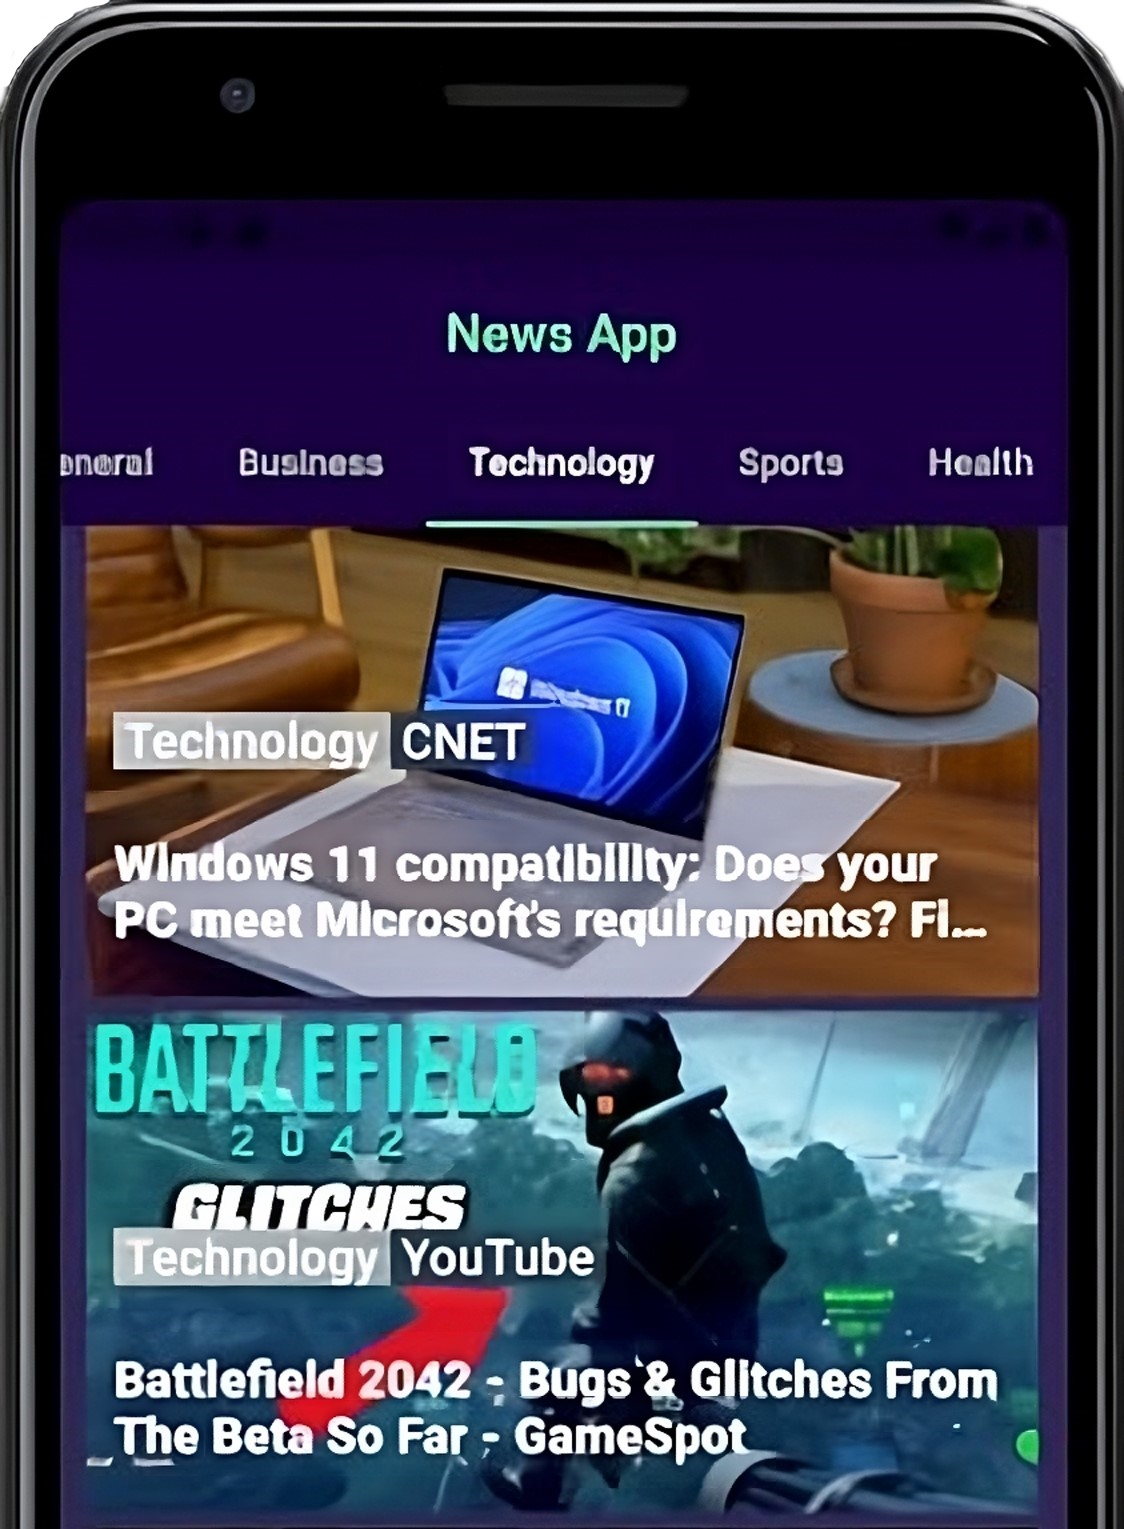 News App
eneral Business Technology Sports Health
Technology CNET
Windows 11 compatibility: Does your
PC meet Microsoft's requirements? Fi...
BATTLEFIELD
2042
GLITCHES
Technology YouTube
Battlefield 2042 - Bugs & Glitches From
The Beta So Far - GameSpot